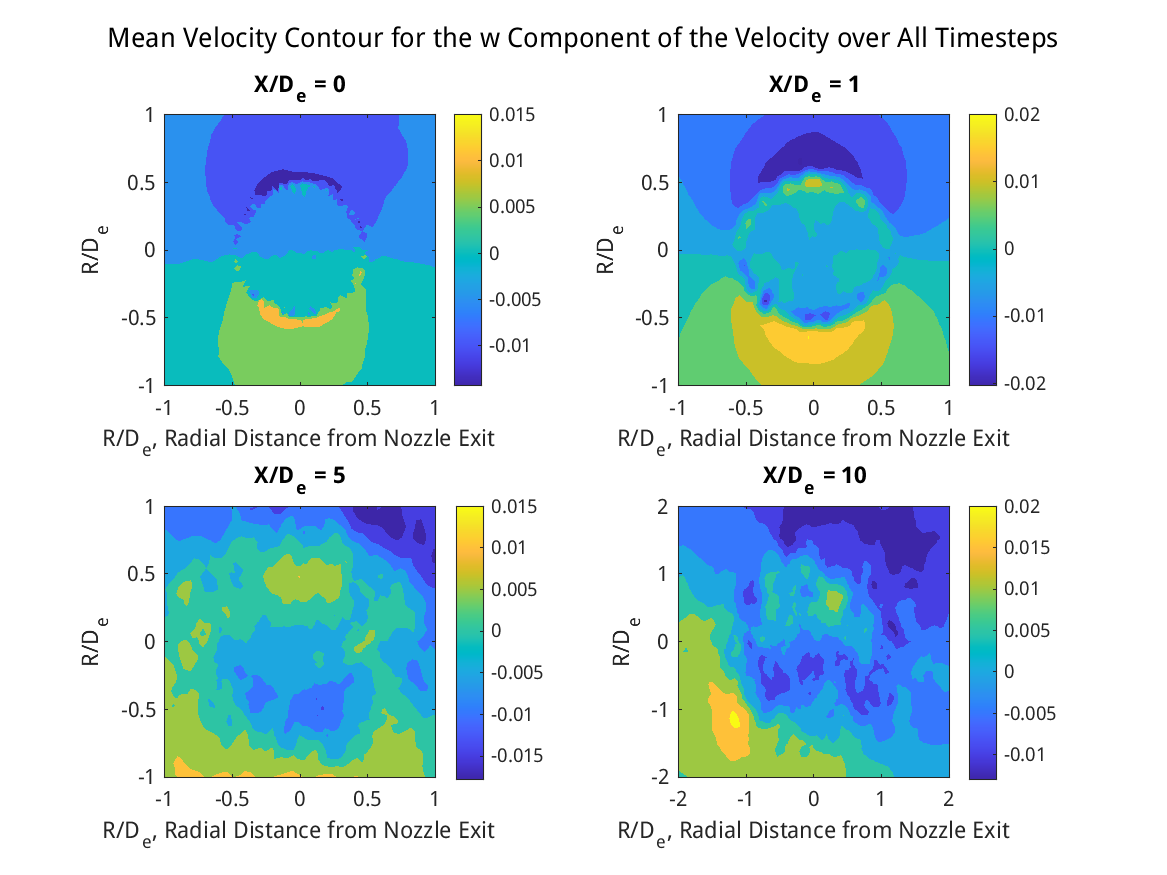 Mean Velocity Contour for the w Component of the Velocity over All Timesteps
X/De = 0
R/De
1
0.5
0
-0.5
-1
-1 -0.5 0 0.5 1
R/De, Radial Distance from Nozzle Exit
0.015
0.01
0.005
0
-0.005
-0.01
X/De = 1
R/De
1
0.5
0
-0.5
-1
-1 -0.5 0 0.5 1
R/De, Radial Distance from Nozzle Exit
0.02
0.01
0
-0.01
-0.02
X/De = 5
R/De
1
0.5
0
-0.5
-1
-1 -0.5 0 0.5 1
R/De, Radial Distance from Nozzle Exit
0.015
0.01
0.005
0
-0.005
-0.01
-0.015
X/De = 10
R/De
2
1
0
-1
-2
-2 -1 0 1 2
R/De, Radial Distance from Nozzle Exit
0.02
0.015
0.01
0.005
0
-0.005
-0.01